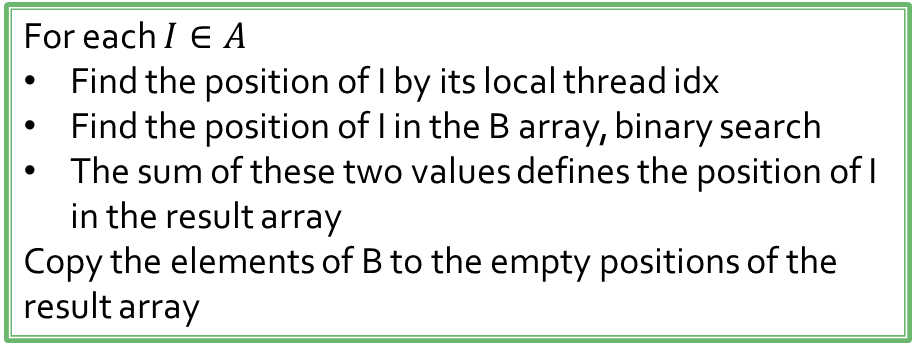 For each I ∈ A
• Find the position of I by its local thread idx
• Find the position of I in the B array, binary search
• The sum of these two values defines the position of I
in the result array
Copy the elements of B to the empty positions of the
result array